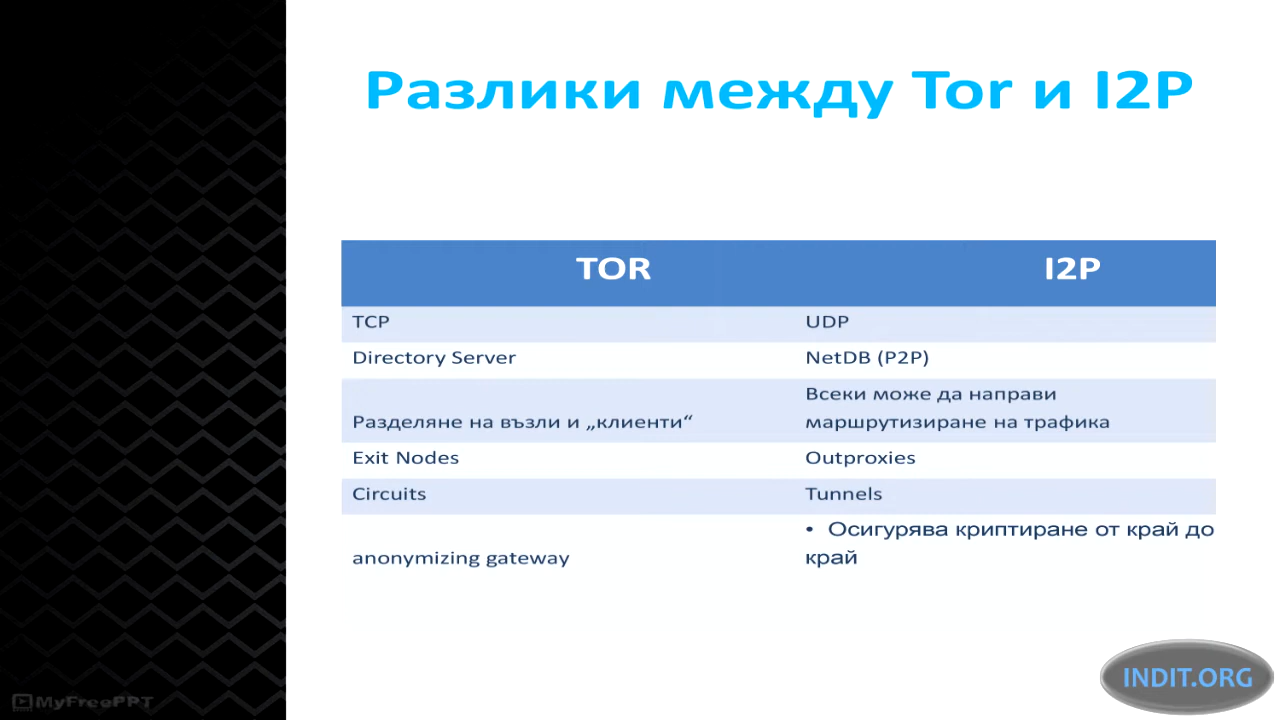 Разлики между Tor и I2P
TOR I2P
TCP UDP
Directory Server NetDB (P2P)
Разделяне на възли и „клиенти“ Всеки може да направи
маршрутизиране на трафика
Exit Nodes Outproxies
Circuits Tunnels
anonymizing gateway • Осигурява криптиране от край до
край
INDIT.ORG
MyFreePPT